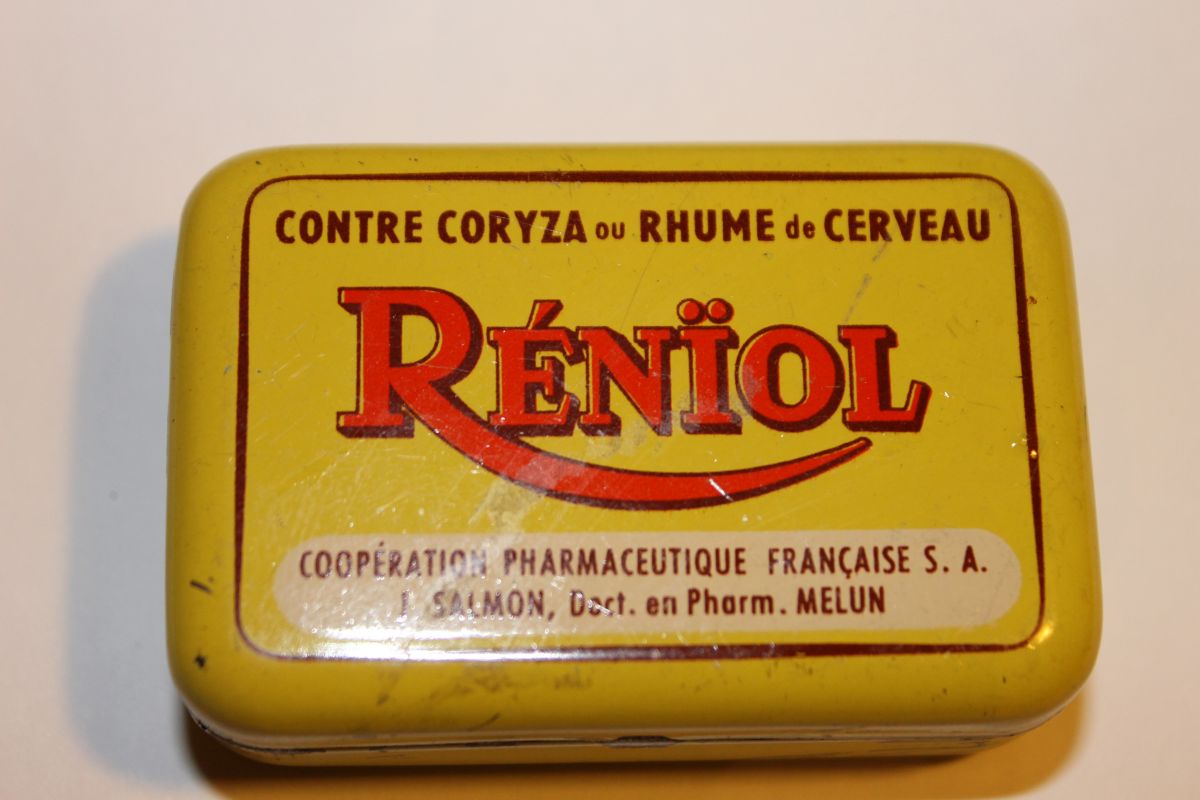 CONTRE CORYZA ou RHUME de CERVEAU
RÉNÏOL
COOPÉRATION PHARMACEUTIQUE FRANÇAISE S. A.
J. SALMON, Doct. en Pharm. MELUN